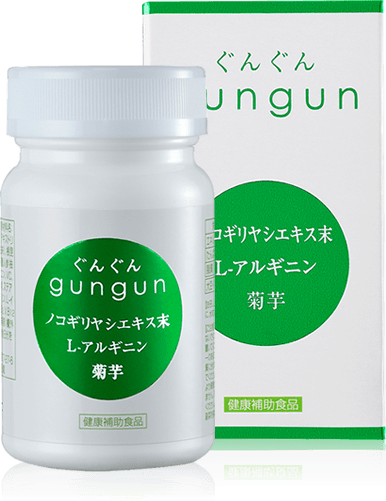 ぐんぐん
gungun
ノコギリヤシエキス末
L-アルギニン
菊芋
健康補助食品
ぐんぐん
gungun
ノコギリヤシエキス末
L-アルギニン
菊芋
健康補助食品